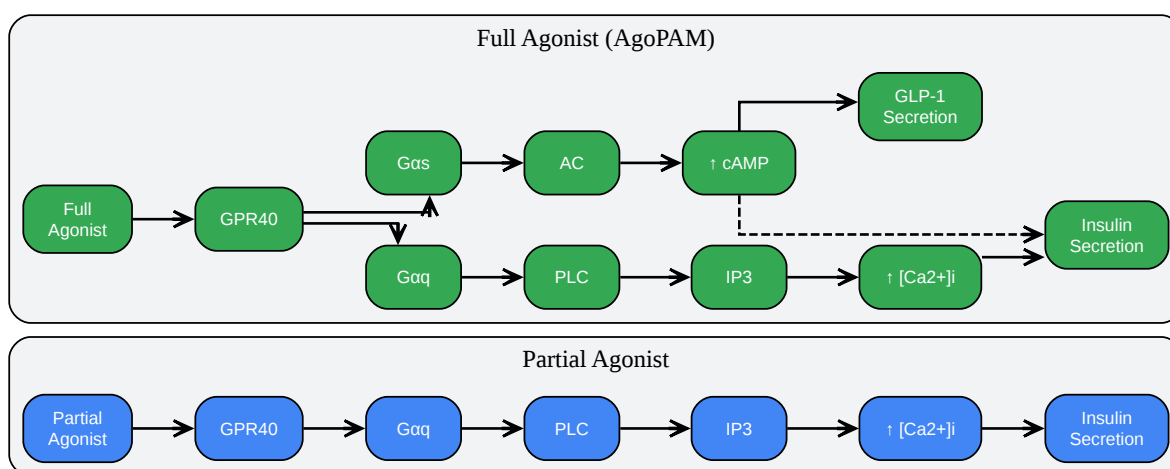 Full Agonist (AgoPAM)
GLP-1
Secretion
Gαs
AC
↑ cAMP
Full
Agonist
GPR40
Insulin
Secretion
Gαq
PLC
IP3
↑ [Ca2+]i
Partial Agonist
Partial
Agonist
GPR40
Gαq
PLC
IP3
↑ [Ca2+]i
Insulin
Secretion